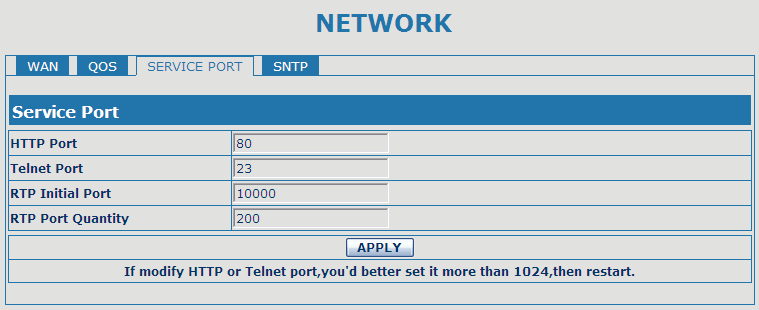 NETWORK
WAN QOS SERVICE PORT SNTP
Service Port
HTTP Port 80
Telnet Port 23
RTP Initial Port 10000
RTP Port Quantity 200
APPLY
If modify HTTP or Telnet port,you'd better set it more than 1024,then restart.